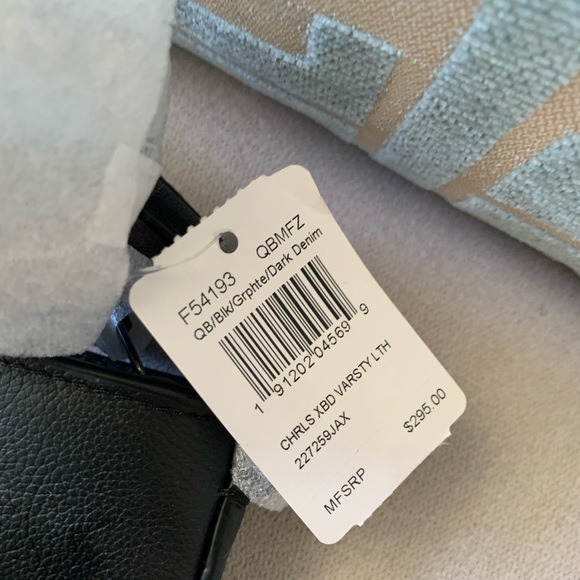 F54193 QBMFZ
QB/Blk/Grphte/Dark Denim
1 91202 04569 9
CHRLS XBD VARSTY LTH
227259JAX
$295.00
MFSRP